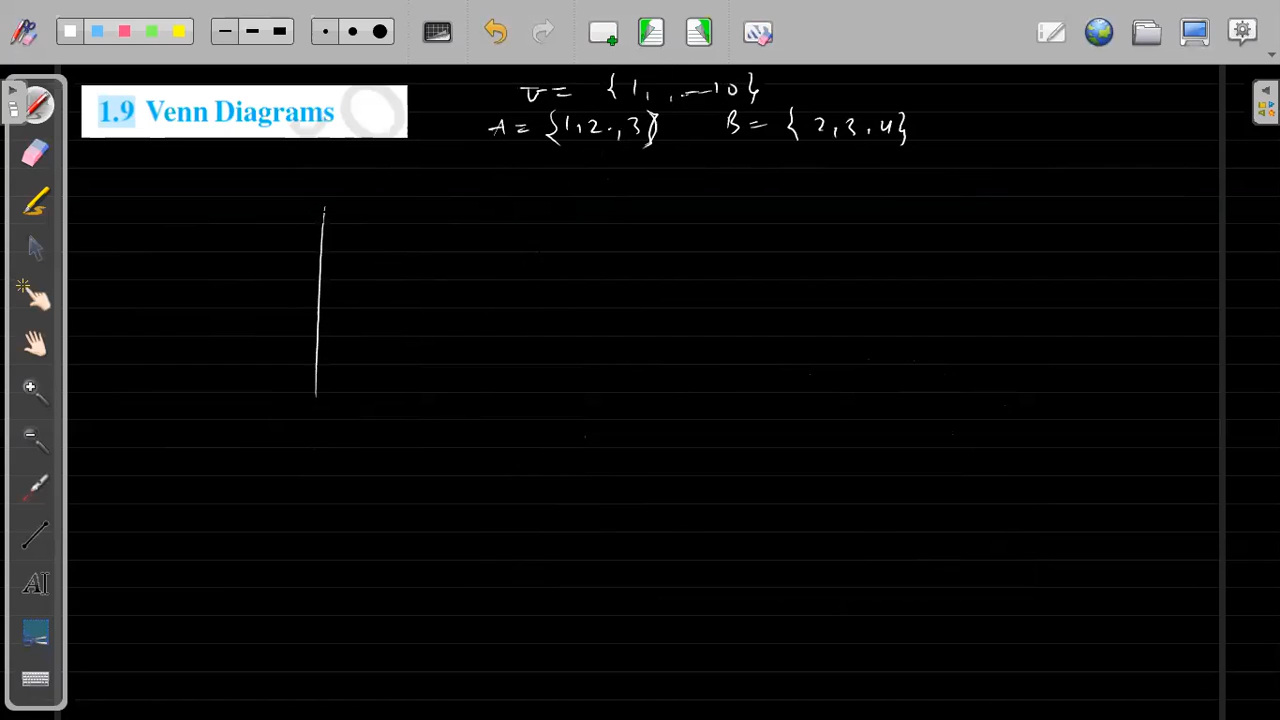 1.9 Venn Diagrams
U = { 1, , .—10}
A = {1,2.,3} B = { 2,3,4}